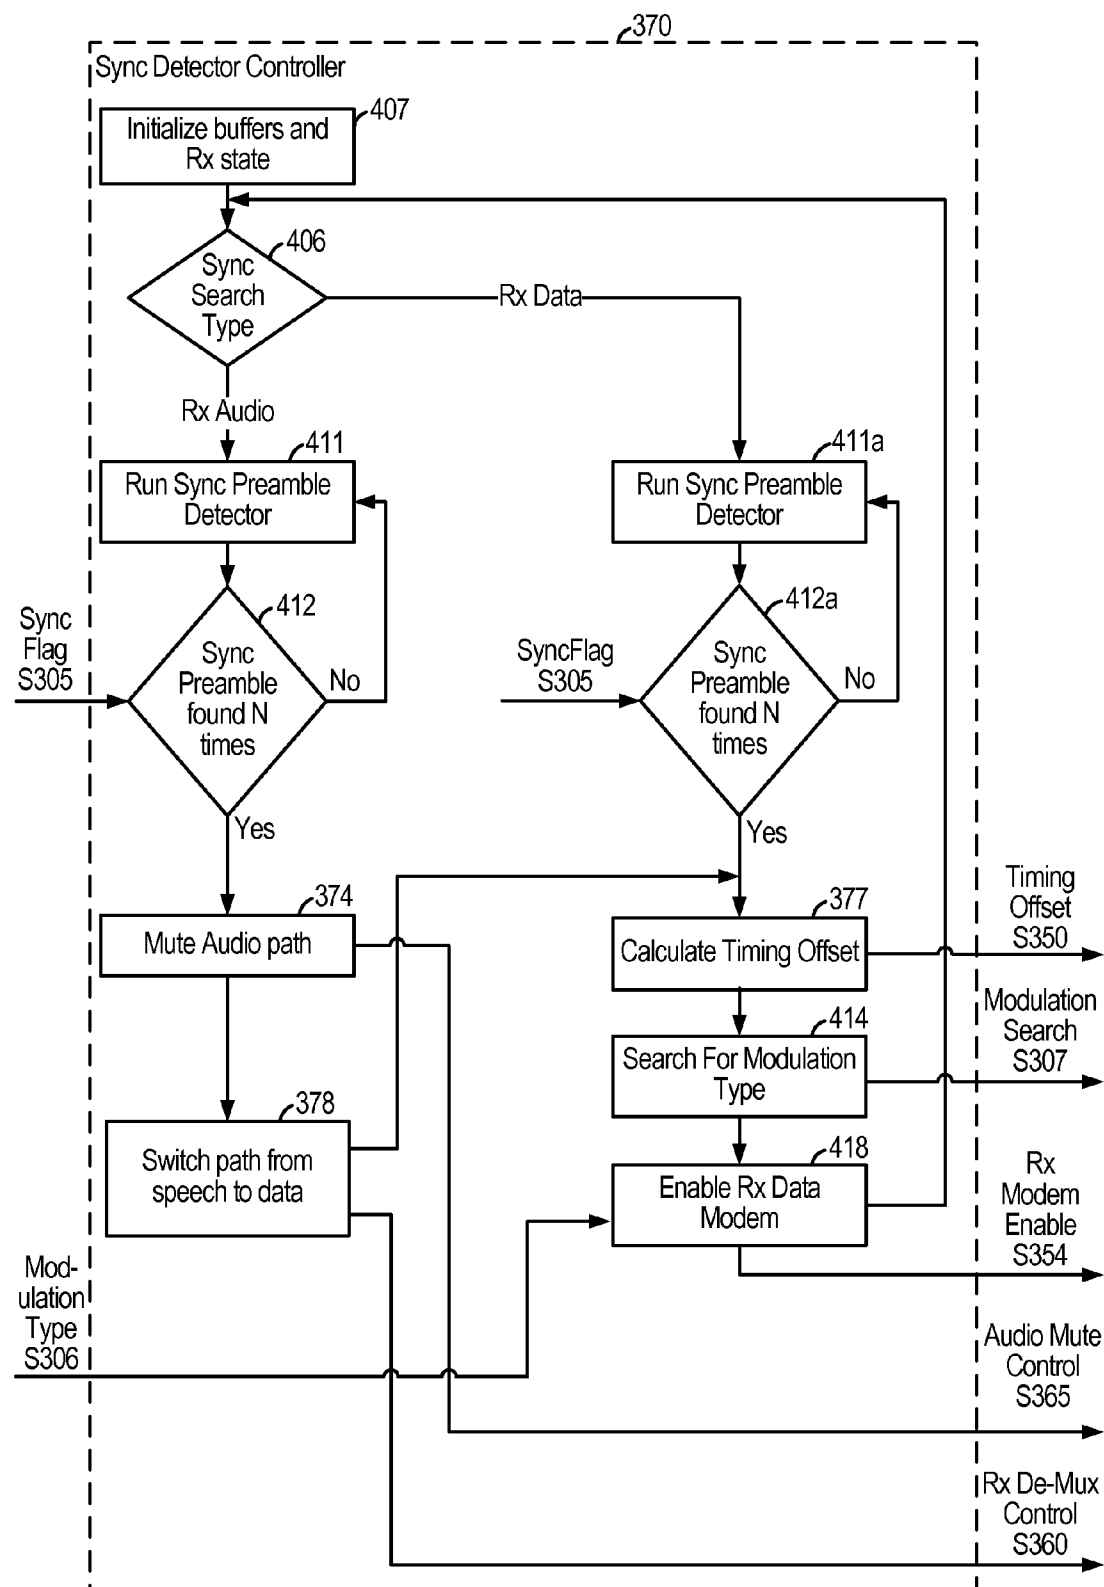 370
Sync Detector Controller
407
Initialize buffers and
Rx state
406
Sync
Search
Type
Rx Data
Rx Audio
411
Run Sync Preamble
Detector
411a
Run Sync Preamble
Detector
Sync
Flag
S305
412
Sync
Preamble
found N
times
No
Yes
SyncFlag
S305
412a
Sync
Preamble
found N
times
No
Yes
374
Mute Audio path
377
Calculate Timing Offset
Timing
Offset
S350
414
Search For Modulation
Type
Modulation
Search
S307
378
Switch path from
speech to data
418
Enable Rx Data
Modem
Rx
Modem
Enable
S354
Mod-
ulation
Type
S306
Audio Mute
Control
S365
Rx De-Mux
Control
S360